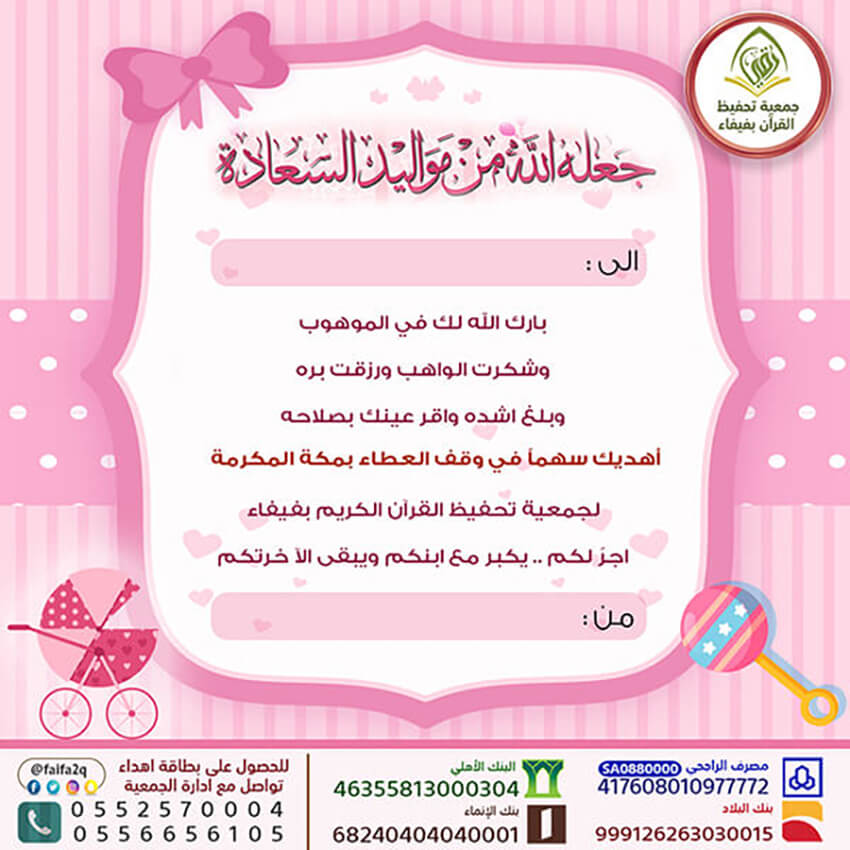 جمعية تحفيظ
القرآن بفيفاء
جعله الله من مواليد السعادة
الى :
بارك الله لك في الموهوب
وشكرت الواهب ورزقت بره
وبلغ اشده واقر عينك بصلاحه
أهديك سهماً في وقف العطاء بمكة المكرمة
لجمعية تحفيظ القرآن الكريم بفيفاء
اجرٌ لكم .. يكبر مع ابنكم ويبقى الآ خرتكم
من :
مصرف الراجحي SA0880000
417608010977772
بنك البلاد
999126263030015
البنك الأهلي
46355813000304
بنك الإنماء
68240404040001
للحصول على بطاقة اهداء
تواصل مع ادارة الجمعية
@faifa2q
0552570004
0556656105